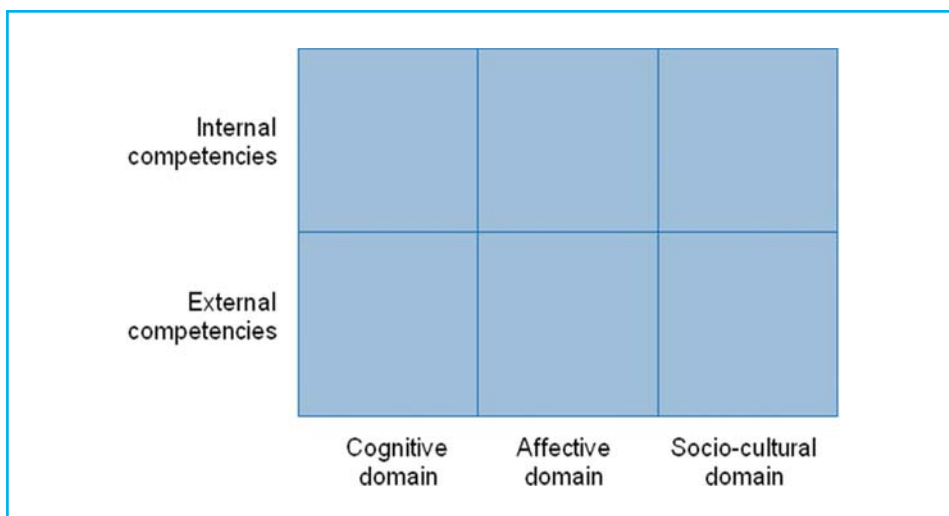 Internal
competencies
External
competencies
Cognitive
domain
Affective
domain
Socio-cultural
domain